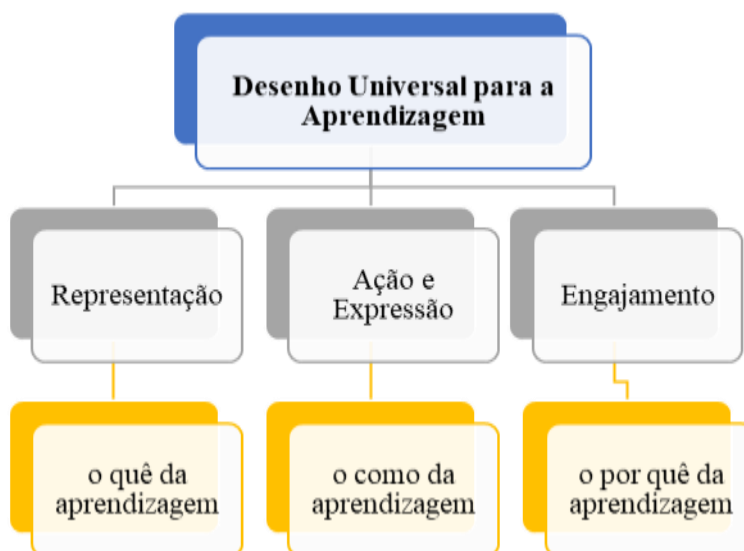 Desenho Universal para a
Aprendizagem
Representação
Ação e
Expressão
Engajamento
o quê da
aprendizagem
o como da
aprendizagem
o por quê da
aprendizagem